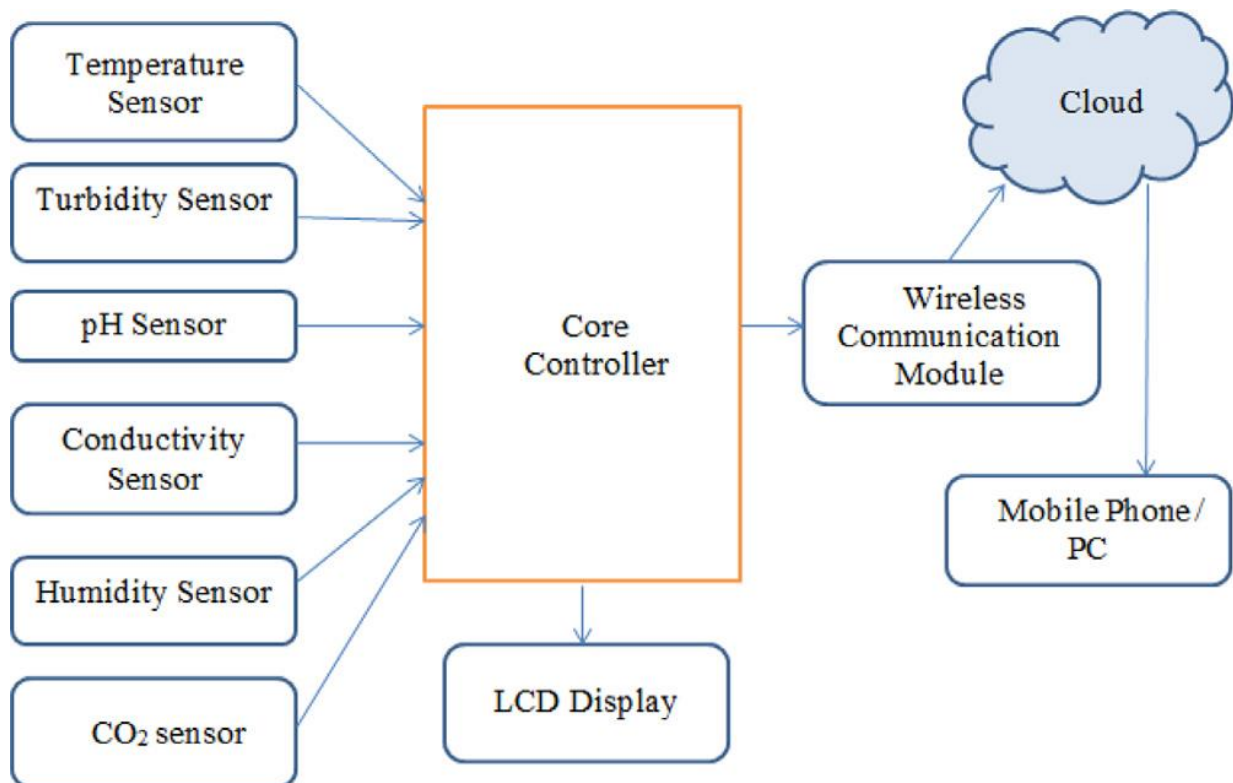 Temperature
Sensor
Turbidity Sensor
pH Sensor
Conductivity
Sensor
Humidity Sensor
CO₂ sensor
Core
Controller
LCD Display
Wireless
Communication
Module
Cloud
Mobile Phone /
PC